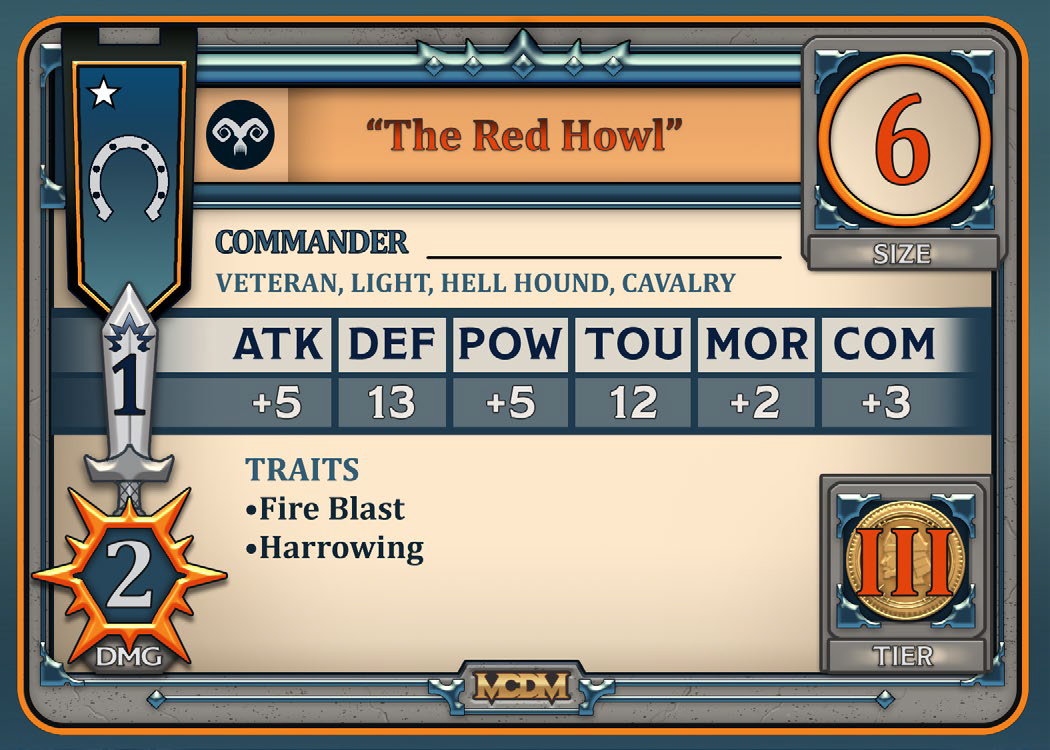 “The Red Howl”
6
SIZE
COMMANDER
VETERAN, LIGHT, HELL HOUND, CAVALRY
ATK DEF POW TOU MOR COM
1
+5 13 +5 12 +2 +3
TRAITS
•Fire Blast
•Harrowing
2
DMG
III
TIER
MCDM